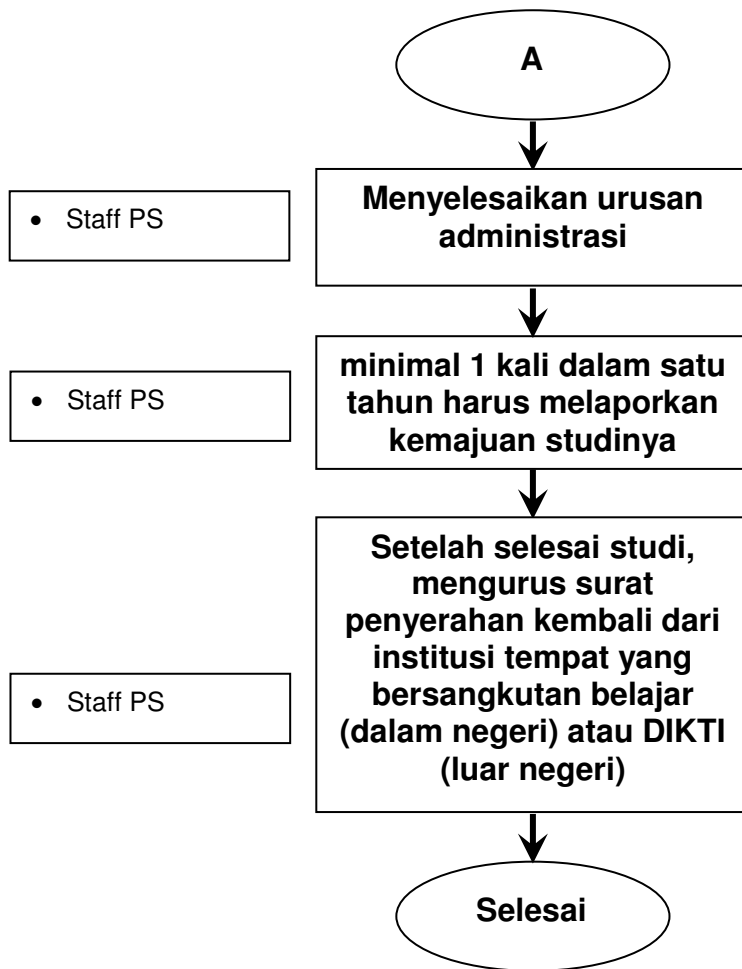 A
• Staff PS
Menyelesaikan urusan
administrasi
• Staff PS
minimal 1 kali dalam satu
tahun harus melaporkan
kemajuan studinya
• Staff PS
Setelah selesai studi,
mengurus surat
penyerahan kembali dari
institusi tempat yang
bersangkutan belajar
(dalam negeri) atau DIKTI
(luar negeri)
Selesai